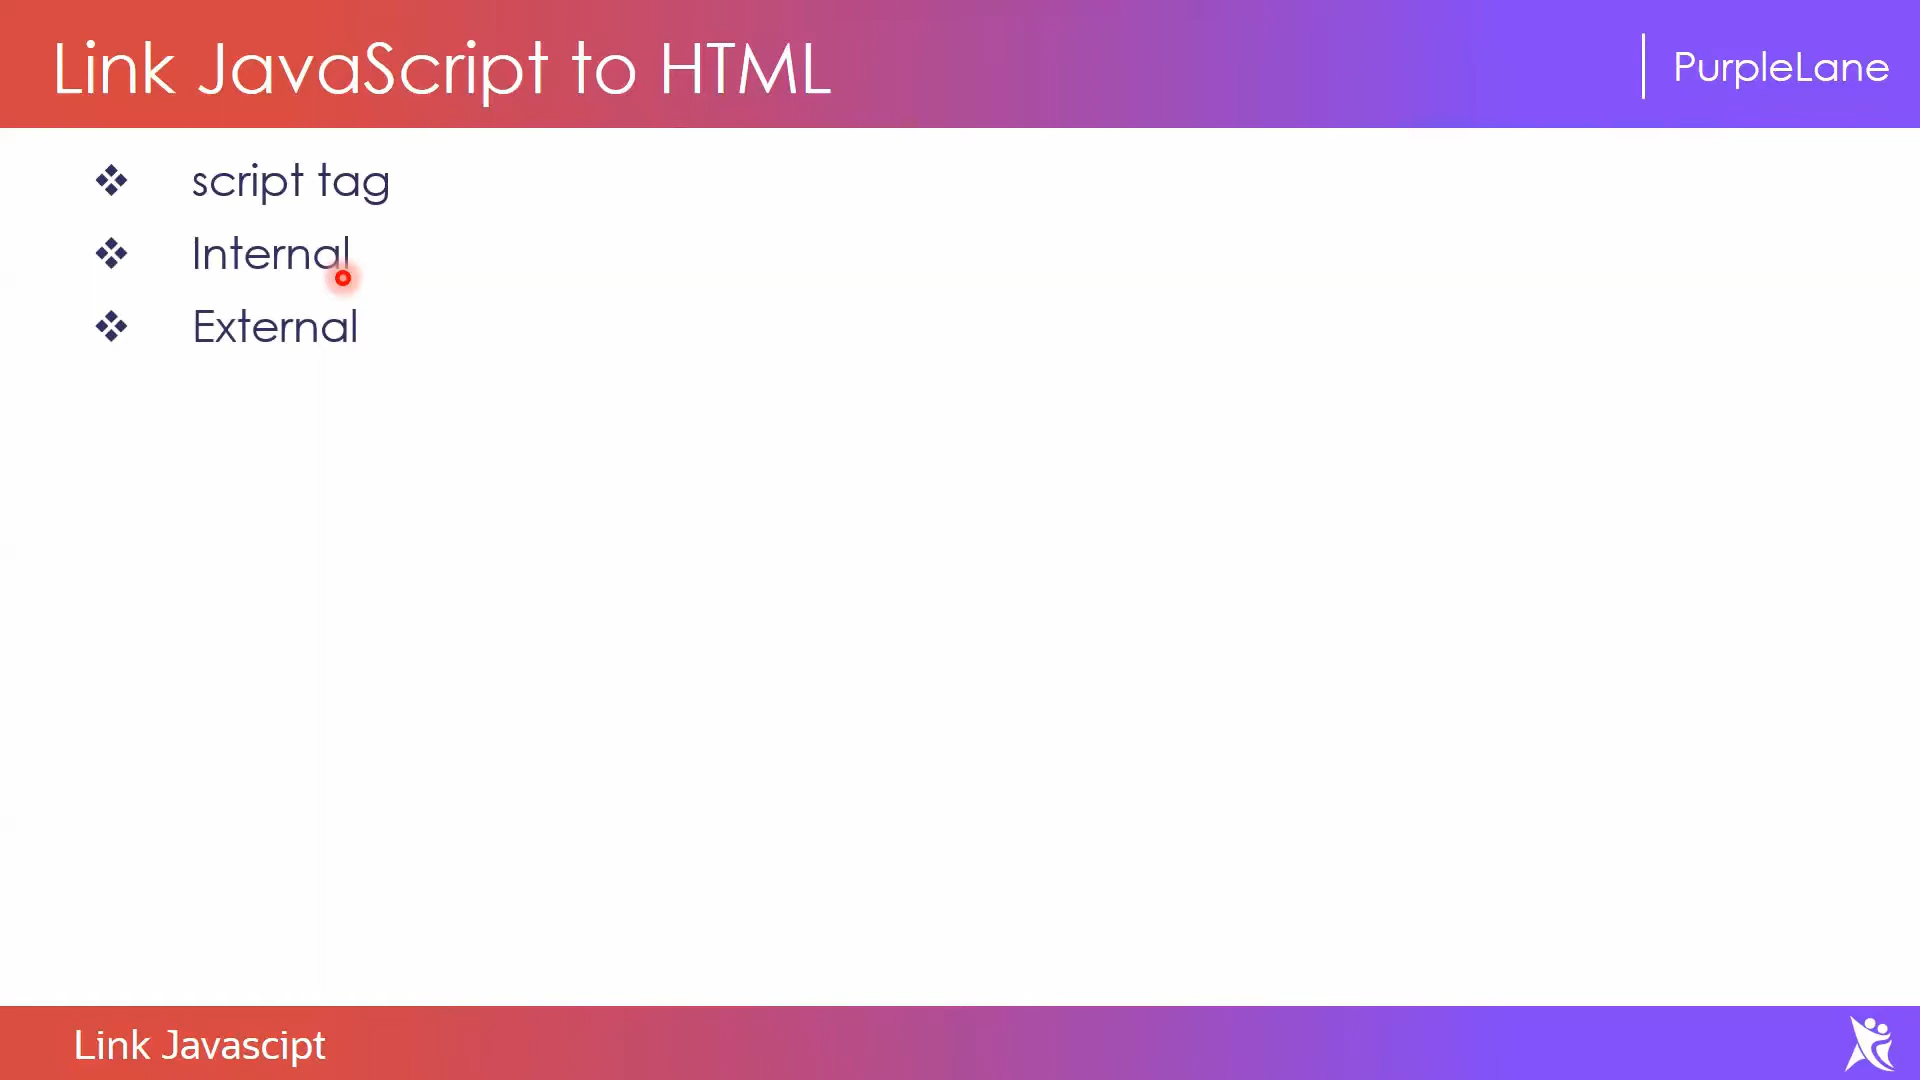 Link JavaScript to HTML
PurpleLane
script tag
Internal
External
Link Javascipt